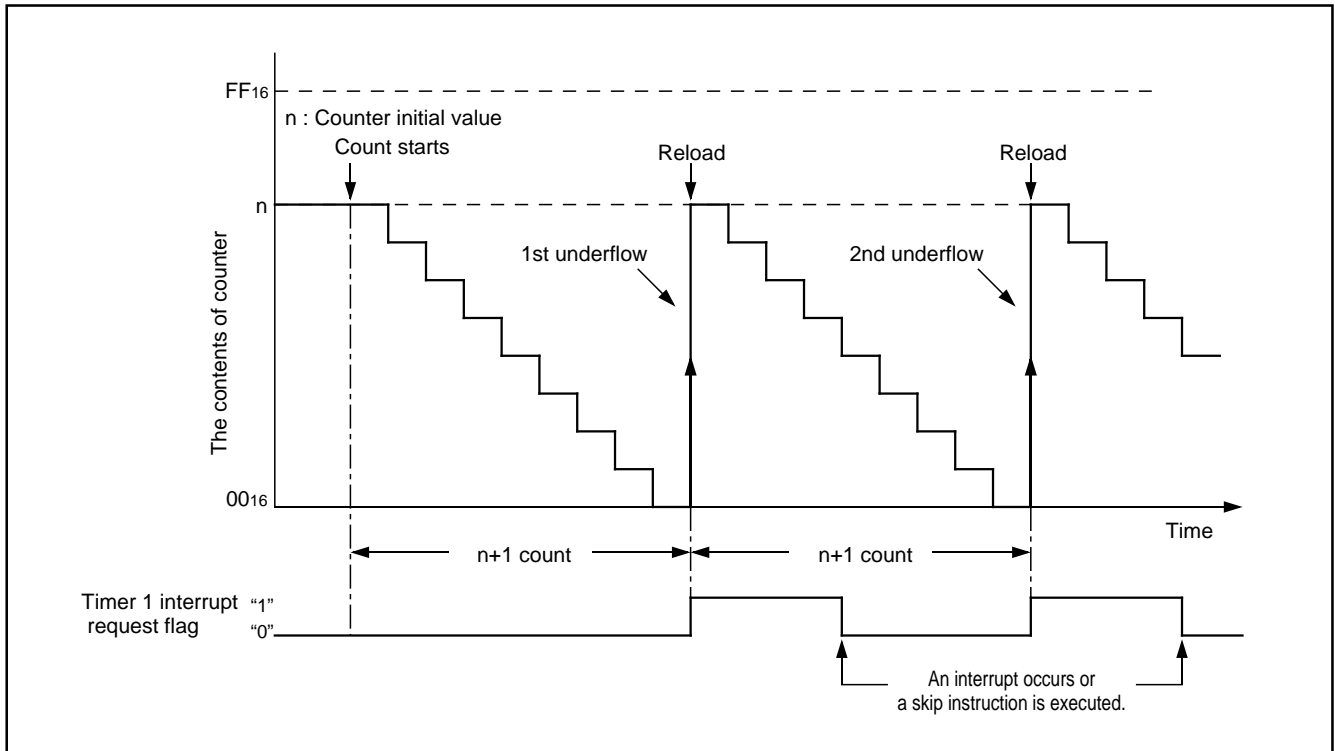 FF16
n : Counter initial value
Count starts
Reload
Reload
n
1st underflow
2nd underflow
The contents of counter
0016
Time
n+1 count
n+1 count
Timer 1 interrupt
request flag
“1”
“0”
An interrupt occurs or
a skip instruction is executed.